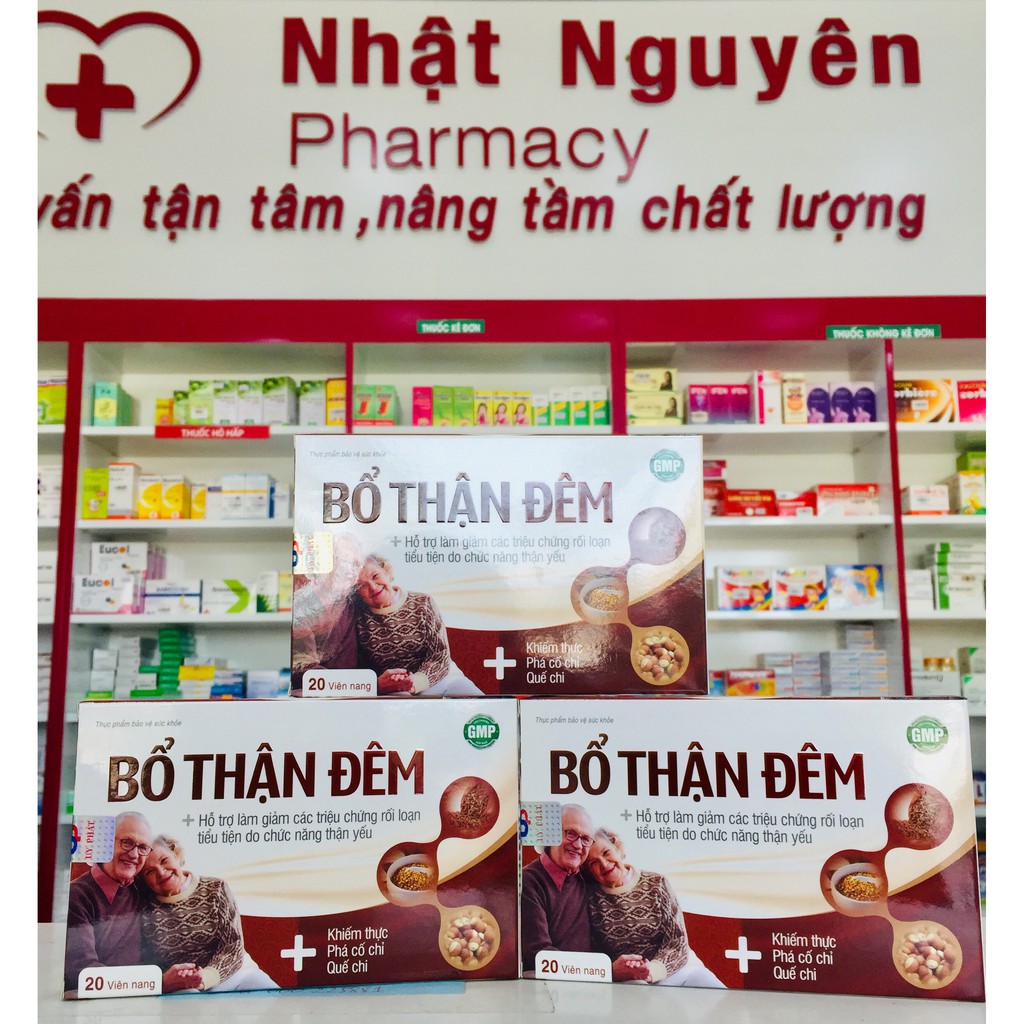 Nhật Nguyên
Pharmacy
vấn tận tâm,nâng tầm chất lượng
THUỐC KÊ ĐƠN
THUỐC KHÔNG KÊ ĐƠN
THUỐC HÔ HẤP
Eucol
Eucol
Thực phẩm bảo vệ sức khỏe
GMP
BỔ THẬN ĐÊM
+ Hỗ trợ làm giảm các triệu chứng rối loạn
tiểu tiện do chức năng thận yếu
+ Khiếm thực
Phá cố chỉ
Quế chi
20 Viên nang
Thực phẩm bảo vệ sức khỏe
GMP
BỔ THẬN ĐÊM
+ Hỗ trợ làm giảm các triệu chứng rối loạn
tiểu tiện do chức năng thận yếu
+ Khiếm thực
Phá cố chỉ
Quế chi
20 Viên nang
Thực phẩm bảo vệ sức khỏe
GMP
BỔ THẬN ĐÊM
+ Hỗ trợ làm giảm các triệu chứng rối loạn
tiểu tiện do chức năng thận yếu
+ Khiếm thực
Phá cố chỉ
Quế chi
20 Viên nang